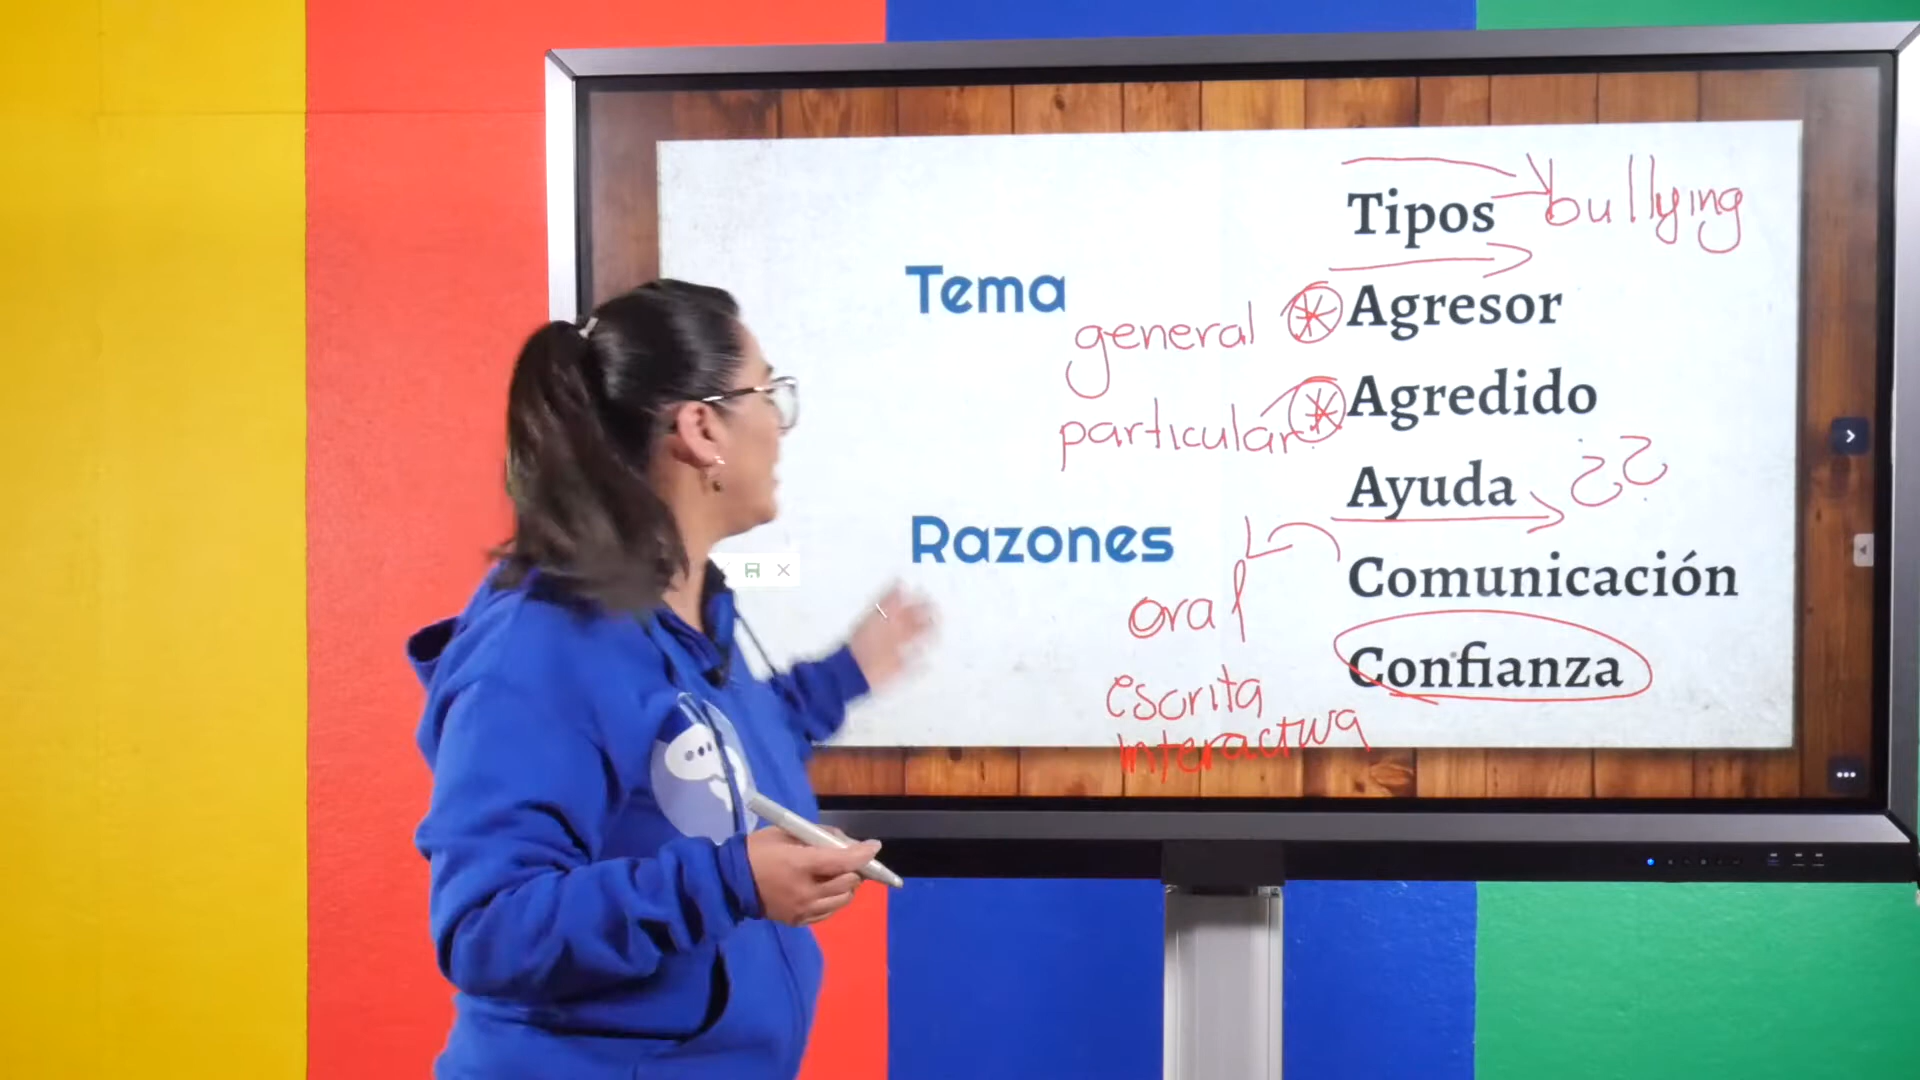 Tipos bullying
Tema
general * Agresor
particular * Agredido
Ayuda ¿?
Razones
Comunicación
oral
Confianza
escrita
interactiva